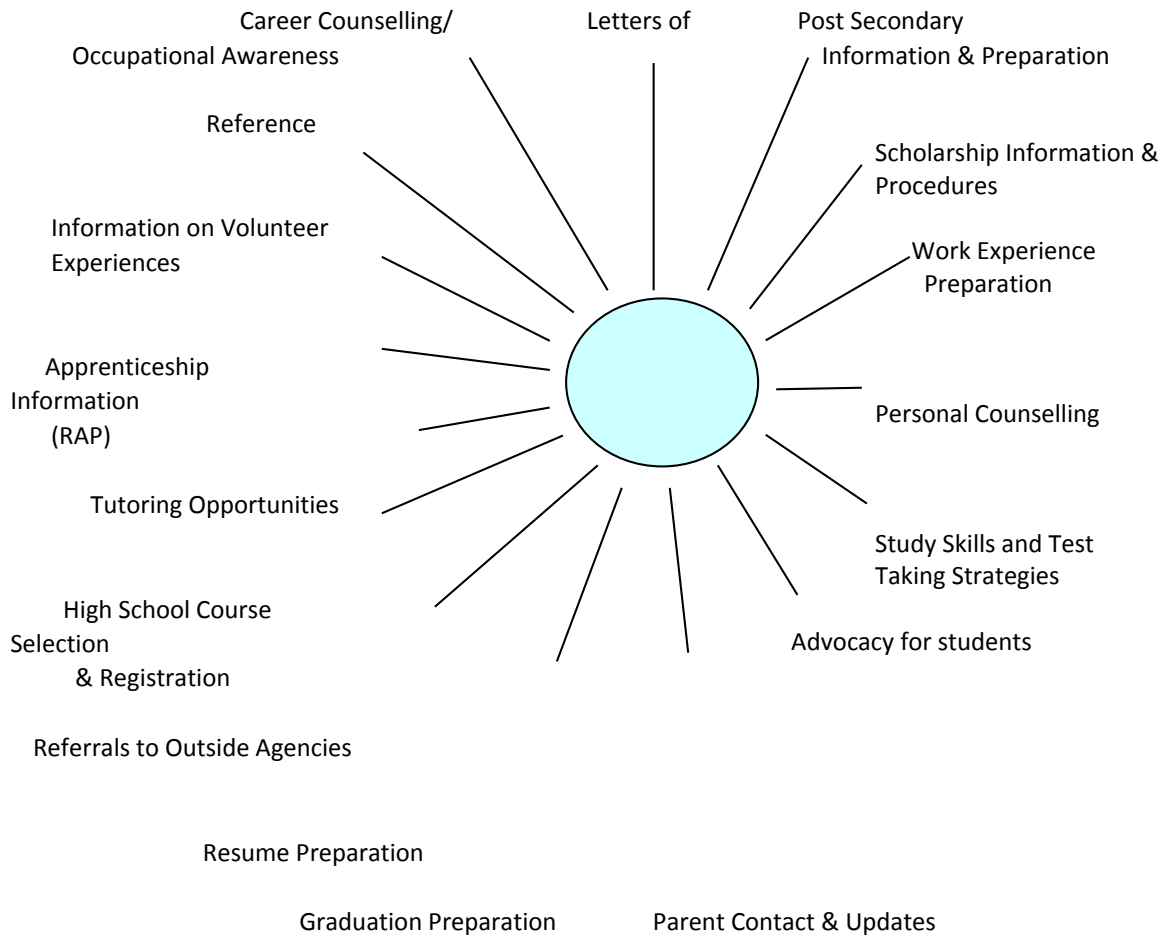 Career Counselling/ Letters of Post Secondary
Occupational Awareness Information & Preparation
Reference
Scholarship Information &
Procedures
Information on Volunteer
Experiences
Work Experience
Preparation
Apprenticeship
Information
(RAP)
Personal Counselling
Tutoring Opportunities
Study Skills and Test
Taking Strategies
High School Course
Selection
& Registration
Advocacy for students
Referrals to Outside Agencies
Resume Preparation
Graduation Preparation Parent Contact & Updates